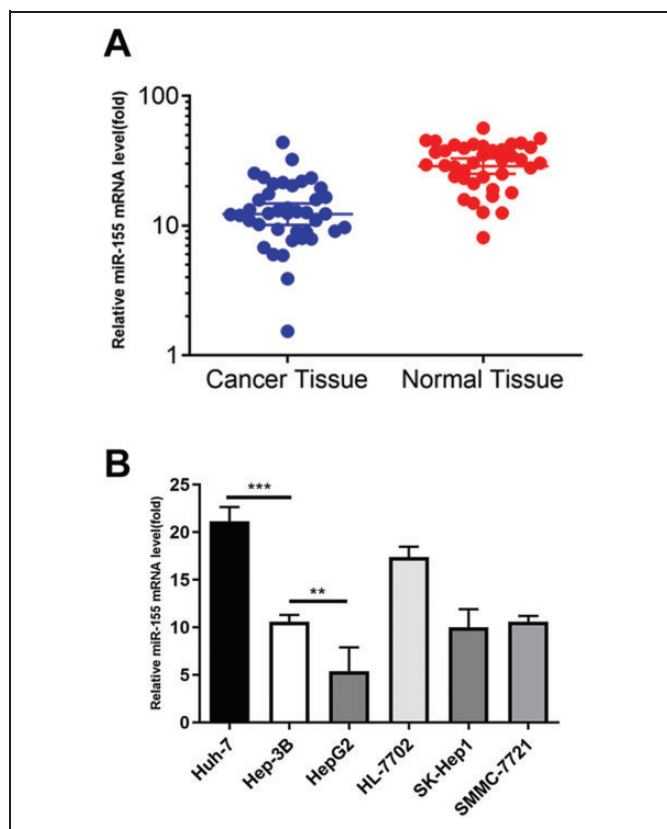 A
Relative miR-155 mRNA level(fold)
100
10
1
Cancer Tissue
Normal Tissue
B
Relative miR-155 mRNA level(fold)
25
20
15
10
5
0
***
**
Huh-7
Hep-3B
HepG2
HL-7702
SK-Hep1
SMMC-7721